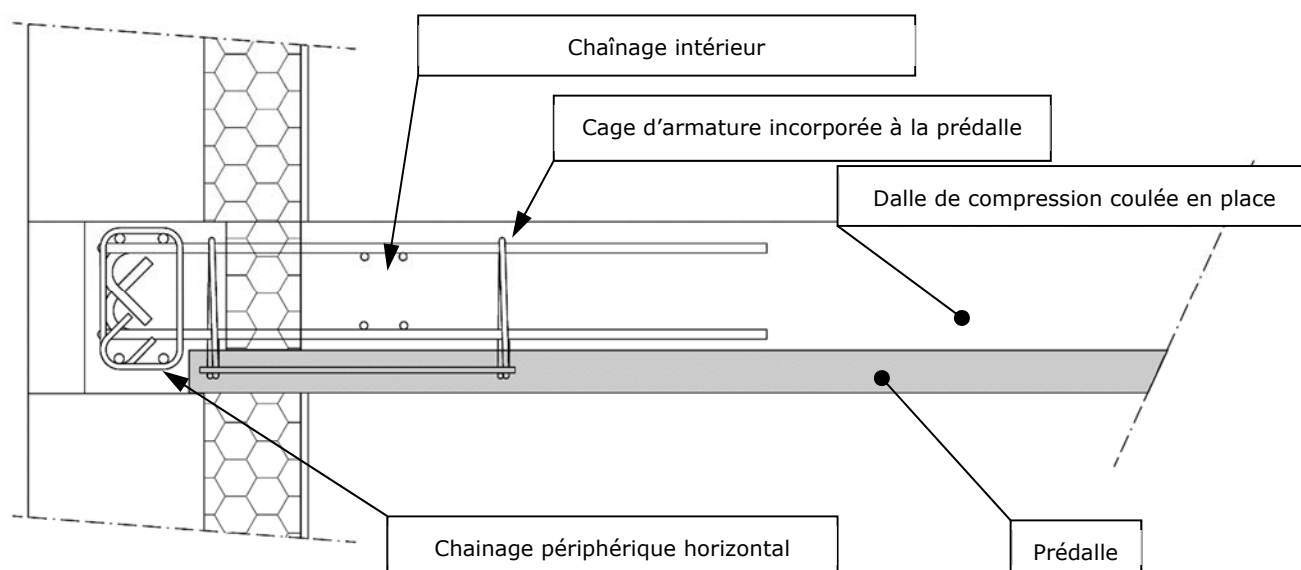 Chaînage intérieur
Cage d’armature incorporée à la prédalle
Dalle de compression coulée en place
Chainage périphérique horizontal
Prédalle